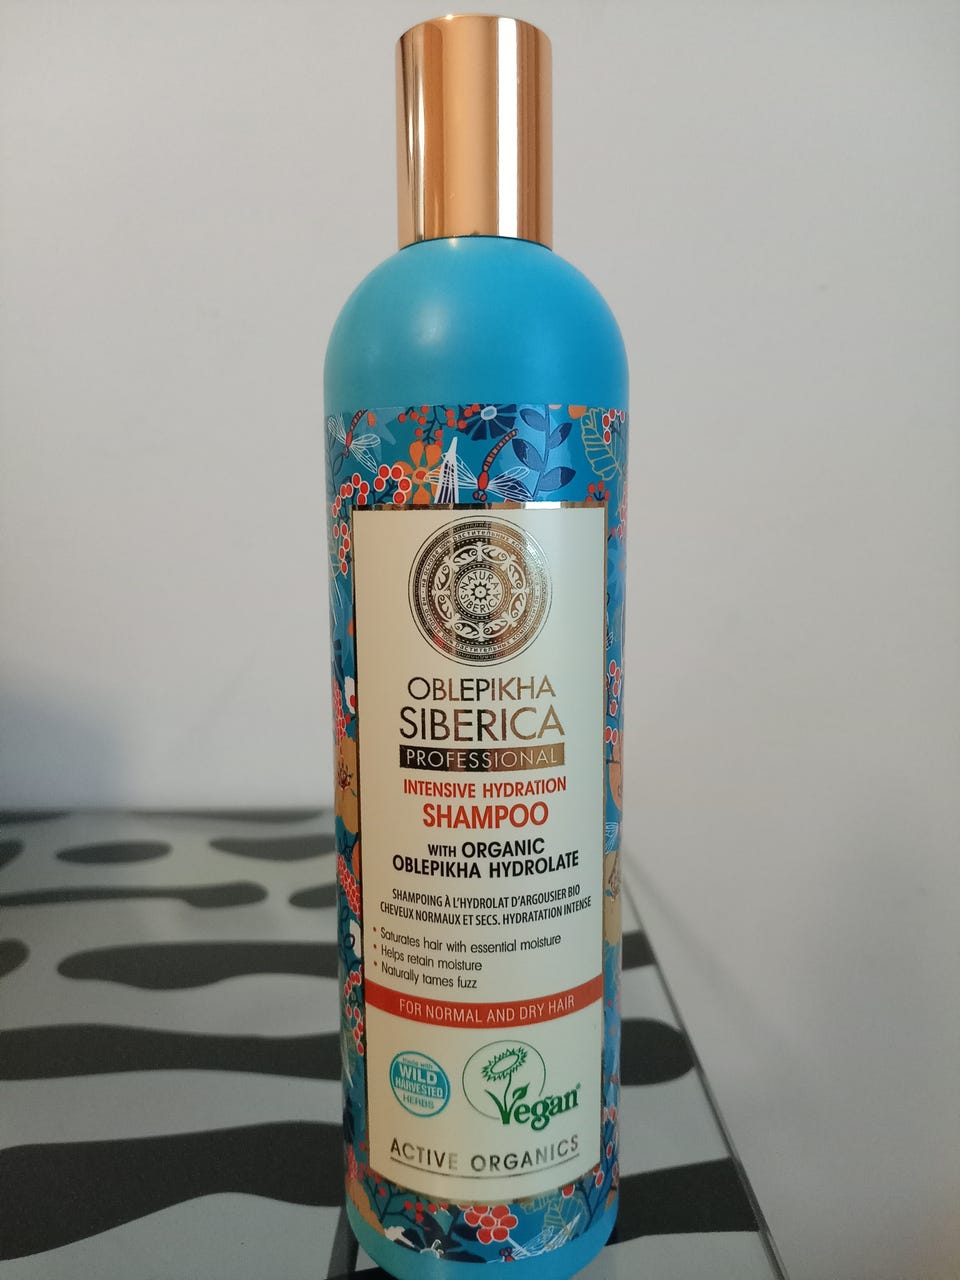 NATURA
SIBERICA
OBLEPIKHA
SIBERICA
PROFESSIONAL
INTENSIVE HYDRATION
SHAMPOO
WITH ORGANIC
OBLEPIKHA HYDROLATE
SHAMPOING À L'HYDROLAT D'ARGOUSIER BIO
CHEVEUX NORMAUX ET SECS. HYDRATATION INTENSE
• Saturates hair with essential moisture
• Helps retain moisture
• Naturally tames fuzz
FOR NORMAL AND DRY HAIR
made with
WILD
HARVESTED
HERBS
Vegan
ACTIVE ORGANICS